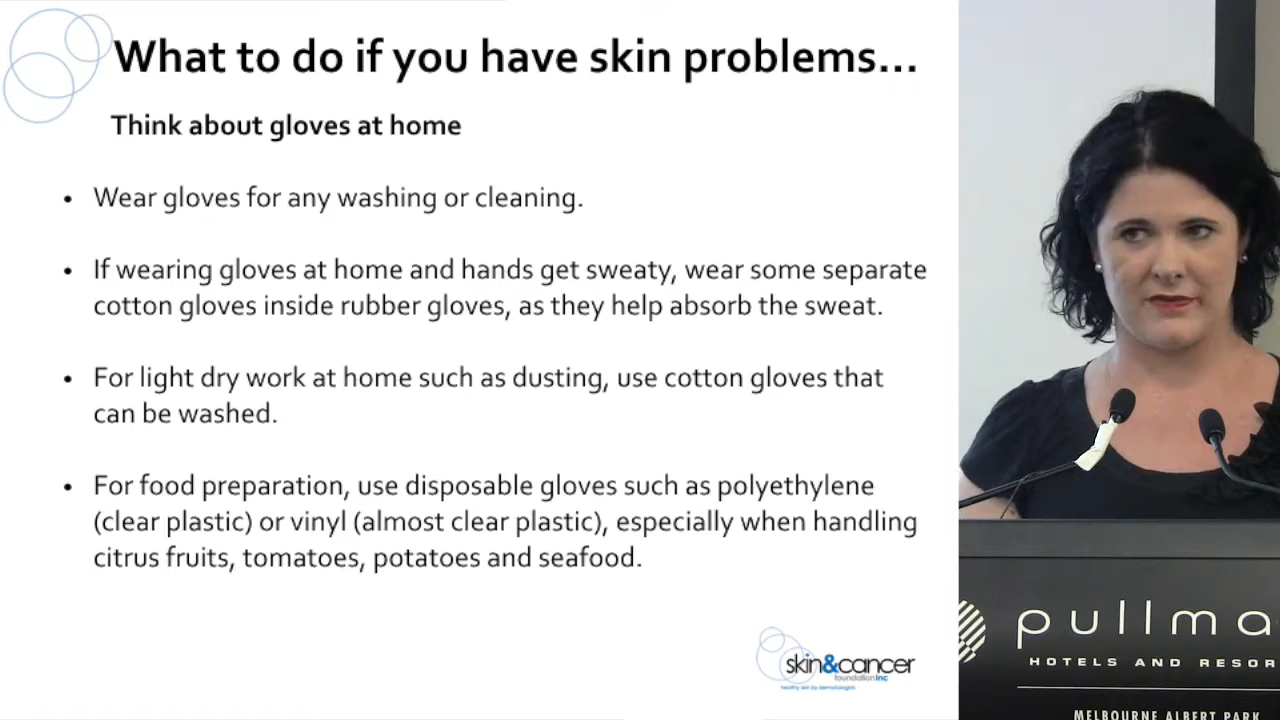 What to do if you have skin problems...
Think about gloves at home
• Wear gloves for any washing or cleaning.
• If wearing gloves at home and hands get sweaty, wear some separate
cotton gloves inside rubber gloves, as they help absorb the sweat.
• For light dry work at home such as dusting, use cotton gloves that
can be washed.
• For food preparation, use disposable gloves such as polyethylene
(clear plastic) or vinyl (almost clear plastic), especially when handling
citrus fruits, tomatoes, potatoes and seafood.
skin&cancer
foundation inc
healthy skin by dermatologists
pullma
HOTELS AND RESOR
MELBOURNE ALBERT PARK